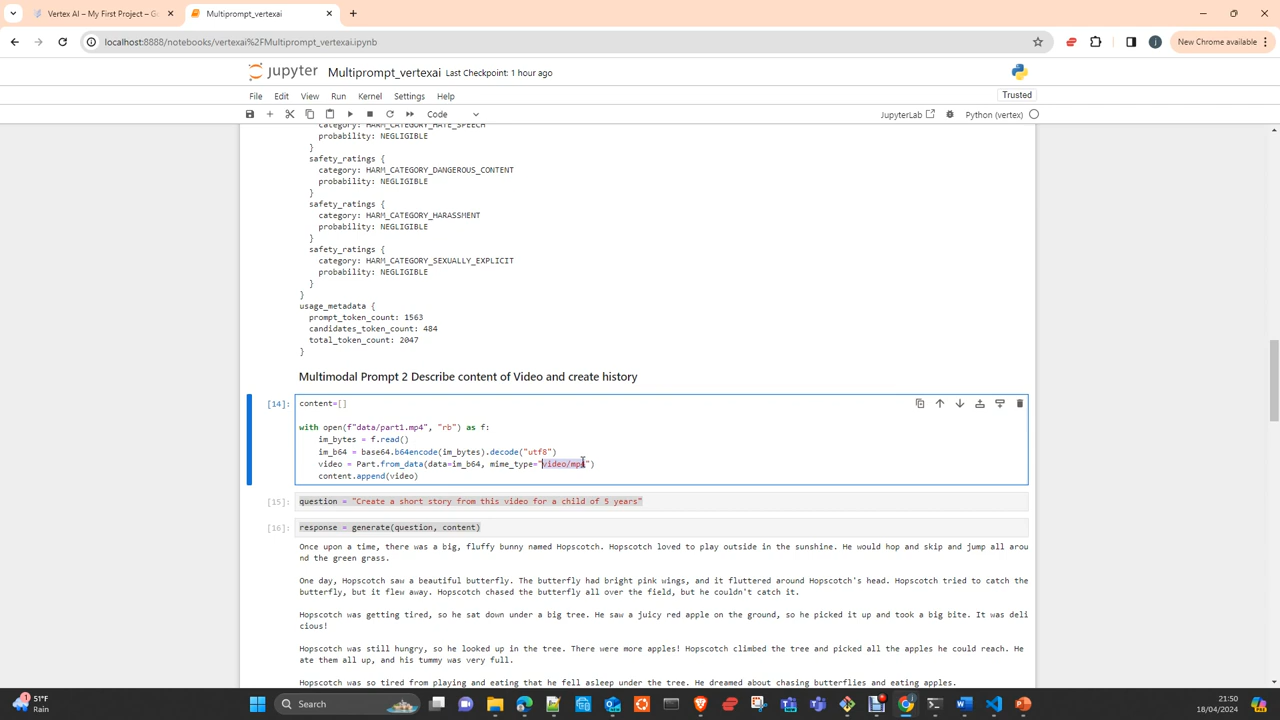 Vertex AI – My First Project – Go
Multiprompt_vertexai
localhost:8888/notebooks/vertexai%2FMultiprompt_vertexai.ipynb
New Chrome available
jupyter Multiprompt_vertexai Last Checkpoint: 1 hour ago
File Edit View Run Kernel Settings Help
Trusted
Code
JupyterLab
Python (vertex)
category: HARM_CATEGORY_HATE_SPEECH
probability: NEGLIGIBLE
}
safety_ratings {
category: HARM_CATEGORY_DANGEROUS_CONTENT
probability: NEGLIGIBLE
}
safety_ratings {
category: HARM_CATEGORY_HARASSMENT
probability: NEGLIGIBLE
}
safety_ratings {
category: HARM_CATEGORY_SEXUALLY_EXPLICIT
probability: NEGLIGIBLE
}
}
usage_metadata {
prompt_token_count: 1563
candidates_token_count: 484
total_token_count: 2047
}
Multimodal Prompt 2 Describe content of Video and create history
[14]: content=[]
with open(f"data/part1.mp4", "rb") as f:
im_bytes = f.read()
im_b64 = base64.b64encode(im_bytes).decode("utf8")
video = Part.from_data(data=im_b64, mime_type="video/mp4")
content.append(video)
[15]: question = "Create a short story from this video for a child of 5 years"
[16]: response = generate(question, content)
Once upon a time, there was a big, fluffy bunny named Hopscotch. Hopscotch loved to play outside in the sunshine. He would hop and skip and jump all arou
nd the green grass.
One day, Hopscotch saw a beautiful butterfly. The butterfly had bright pink wings, and it fluttered around Hopscotch's head. Hopscotch tried to catch the
butterfly, but it flew away. Hopscotch chased the butterfly all over the field, but he couldn't catch it.
Hopscotch was getting tired, so he sat down under a big tree. He saw a juicy red apple on the ground, so he picked it up and took a big bite. It was deli
cious!
Hopscotch was still hungry, so he looked up in the tree. There were more apples! Hopscotch climbed the tree and picked all the apples he could reach. He
ate them all up, and his tummy was very full.
Hopscotch was so tired from playing and eating that he fell asleep under the tree. He dreamed about chasing butterflies and eating apples.
51°F
Rain
Search
21:50
18/04/2024